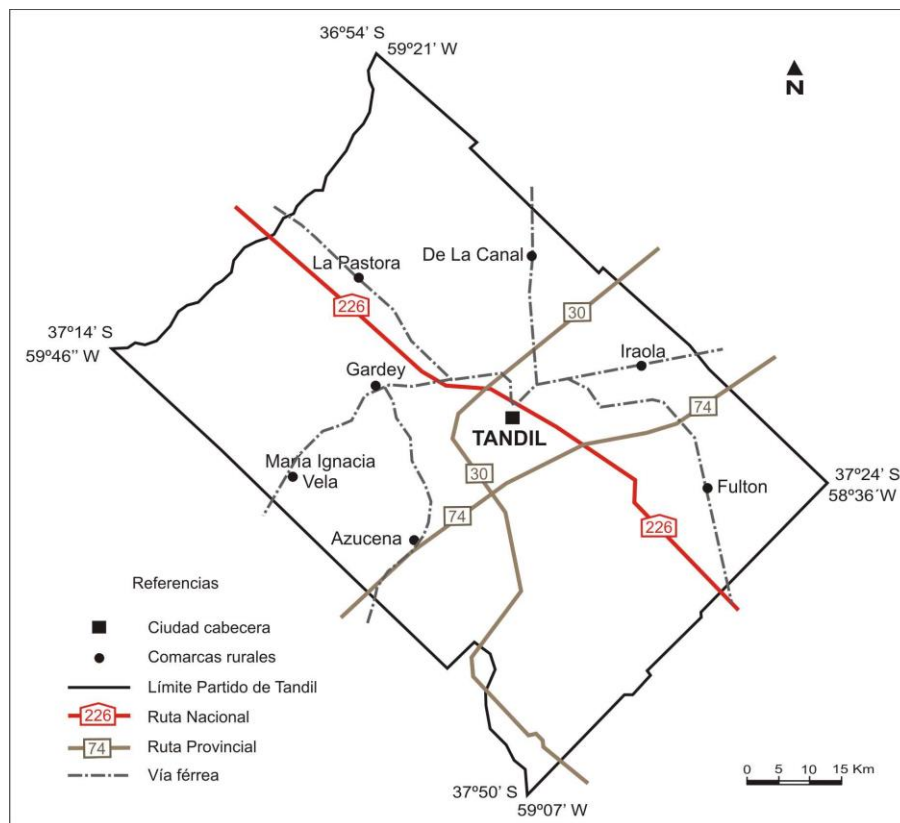 36º54’ S
59º21’ W
N
De La Canal
La Pastora
226
30
37º14’ S
59º46’’ W
Iraola
Gardey
74
TANDIL
María Ignacia
Vela
30
37º24’ S
58º36´W
Fulton
74
Azucena
226
Referencias
Ciudad cabecera
Comarcas rurales
Límite Partido de Tandil
226
Ruta Nacional
74
Ruta Provincial
Vía férrea
0 5 10 15 Km
37º50’ S
59º07’ W